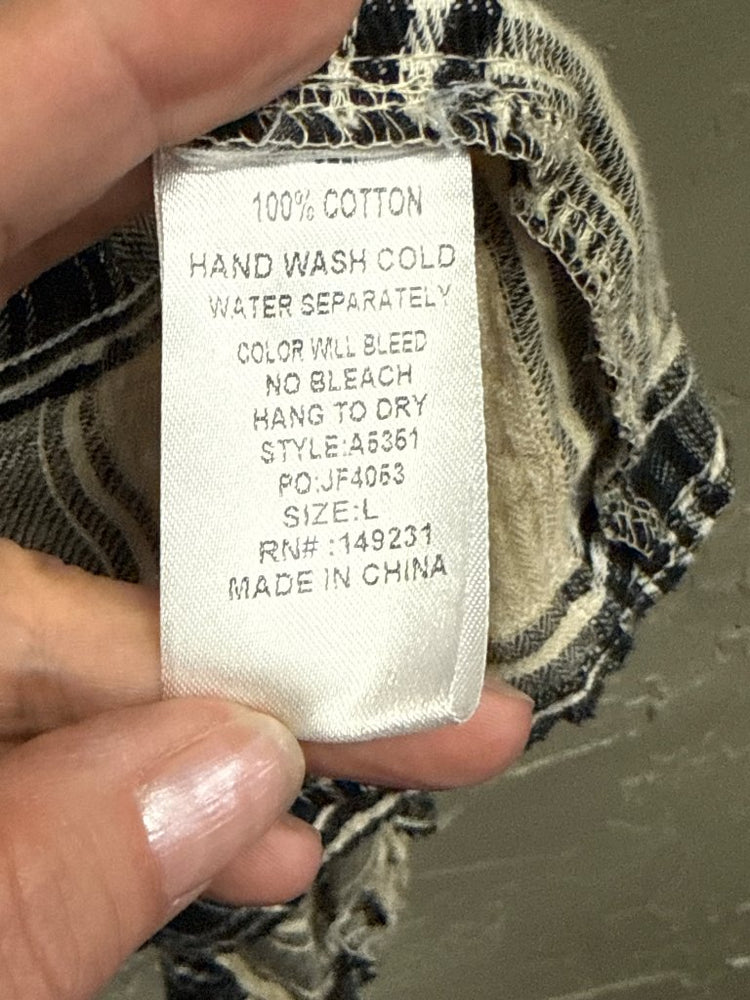 100% COTTON
HAND WASH COLD
WATER SEPARATELY
COLOR WILL BLEED
NO BLEACH
HANG TO DRY
STYLE:A5351
PO:JF4053
SIZE:L
RN# :149231
MADE IN CHINA